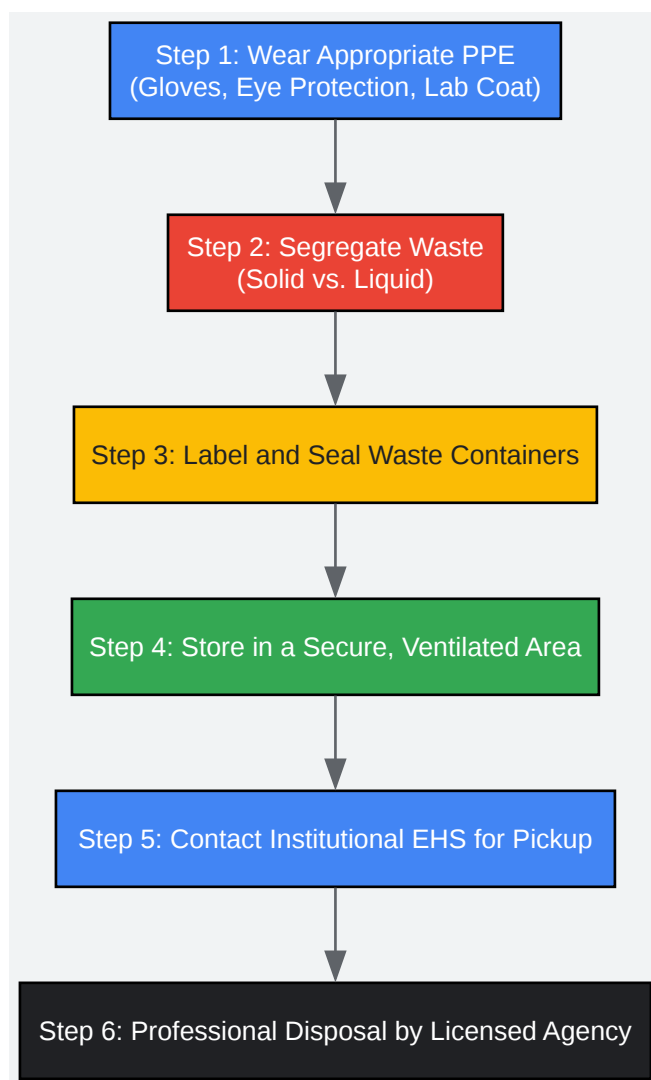 Step 1: Wear Appropriate PPE
(Gloves, Eye Protection, Lab Coat)
Step 2: Segregate Waste
(Solid vs. Liquid)
Step 3: Label and Seal Waste Containers
Step 4: Store in a Secure, Ventilated Area
Step 5: Contact Institutional EHS for Pickup
Step 6: Professional Disposal by Licensed Agency